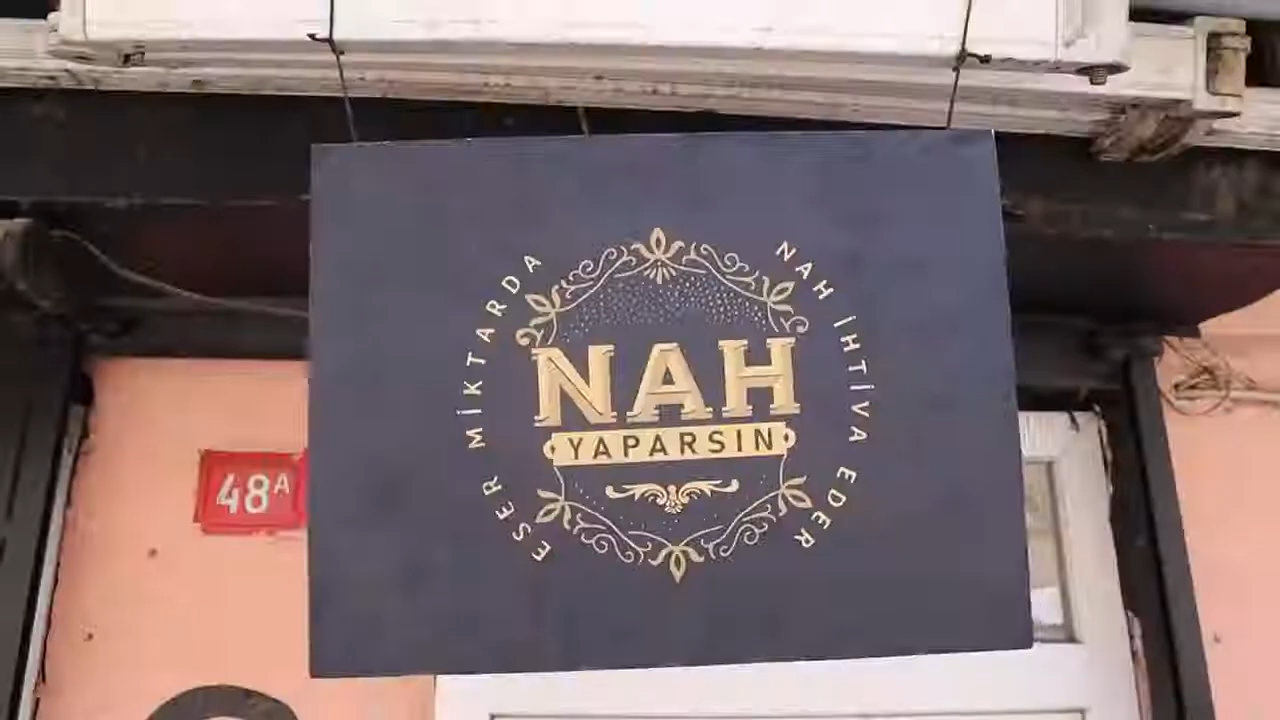 ESER MİKTARDA
NAH İHTİVA EDER
NAH
YAPARSIN
48A